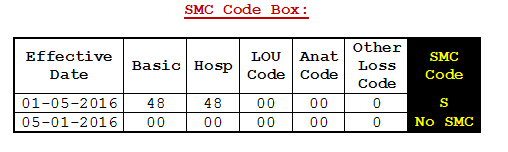 SMC Code Box:
Effective Date Basic Hosp LOU Code Anat Code Other Loss Code SMC Code
01-05-2016 48 48 00 00 0 S
05-01-2016 00 00 00 00 0 No SMC